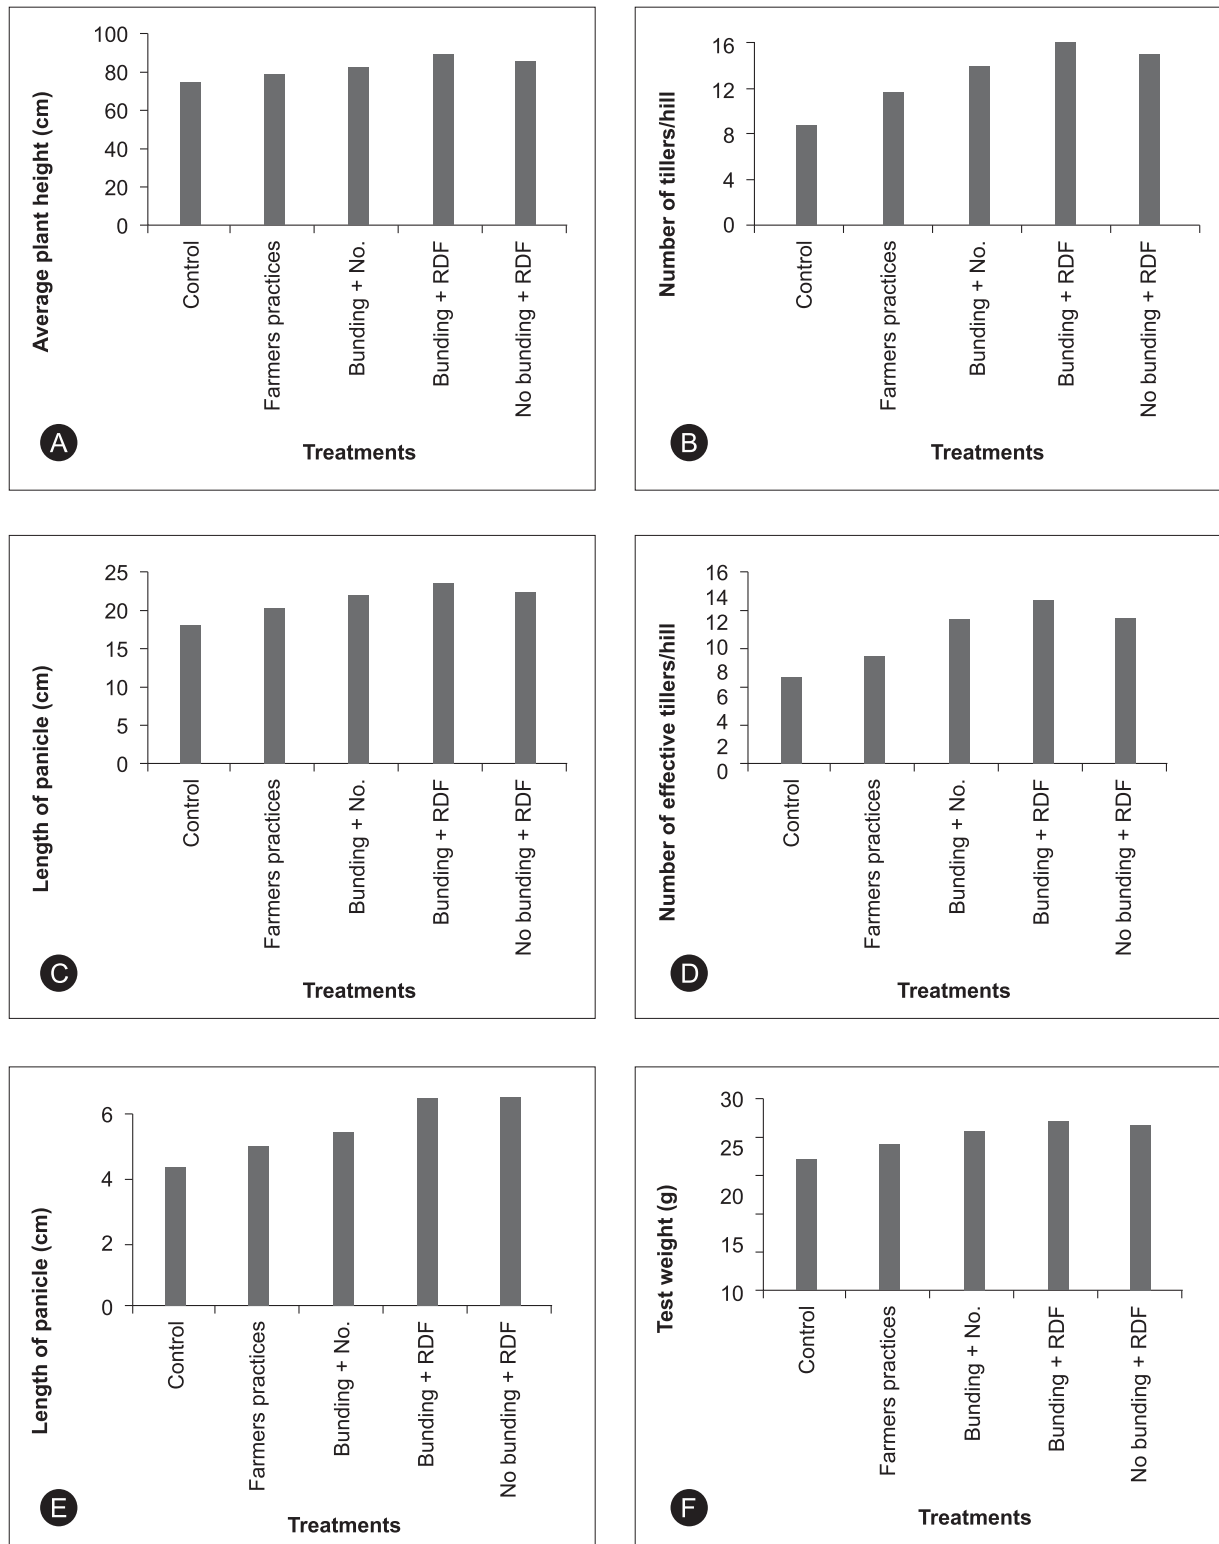 Average plant height (cm)
100
80
60
40
20
0
Control
Farmers practices
Bunding + No.
Bunding + RDF
No bunding + RDF
Treatments
A
Number of tillers/hill
16
12
8
4
0
Control
Farmers practices
Bunding + No.
Bunding + RDF
No bunding + RDF
Treatments
B
Length of panicle (cm)
25
20
15
10
5
0
Control
Farmers practices
Bunding + No.
Bunding + RDF
No bunding + RDF
Treatments
C
Number of effective tillers/hill
16
14
12
10
8
6
4
2
0
Control
Farmers practices
Bunding + No.
Bunding + RDF
No bunding + RDF
Treatments
D
Length of panicle (cm)
6
4
2
0
Control
Farmers practices
Bunding + No.
Bunding + RDF
No bunding + RDF
Treatments
E
Test weight (g)
30
25
20
15
10
Control
Farmers practices
Bunding + No.
Bunding + RDF
No bunding + RDF
Treatments
F